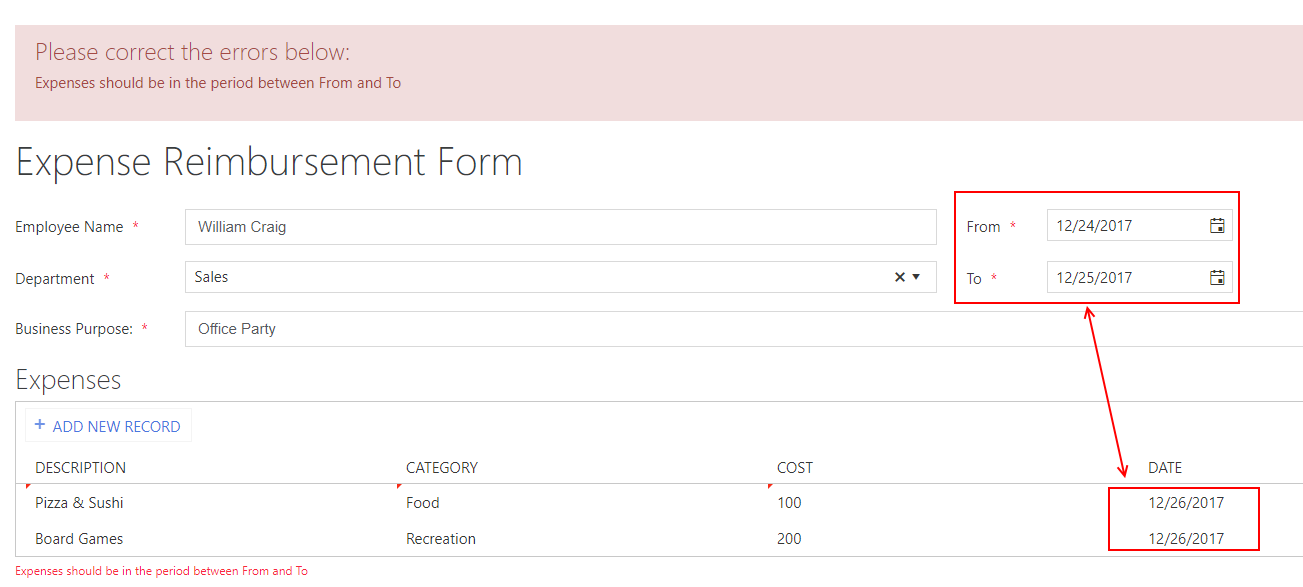 Please correct the errors below:
Expenses should be in the period between From and To
Expense Reimbursement Form
Employee Name * William Craig From * 12/24/2017
Department * Sales To * 12/25/2017
Business Purpose: * Office Party
Expenses
+ ADD NEW RECORD
DESCRIPTION CATEGORY COST DATE
Pizza & Sushi Food 100 12/26/2017
Board Games Recreation 200 12/26/2017
Expenses should be in the period between From and To